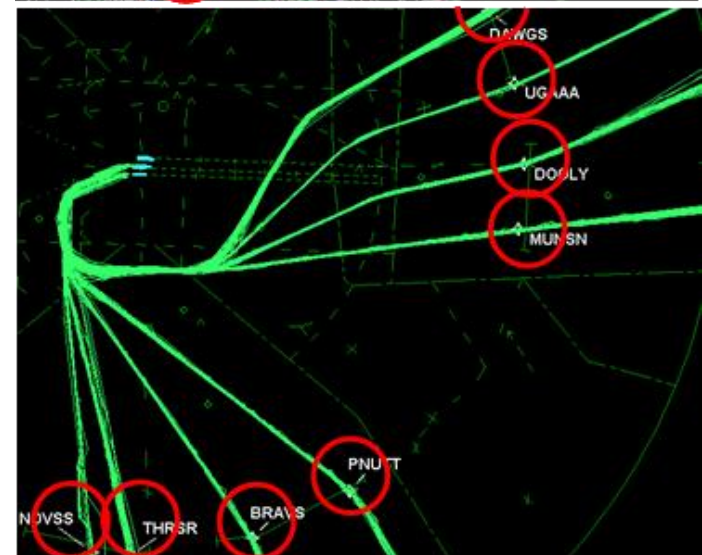 DAWGS
UGAAA
DOOLY
MUNSN
PNUTT
BRAVS
THRSR
NOVSS